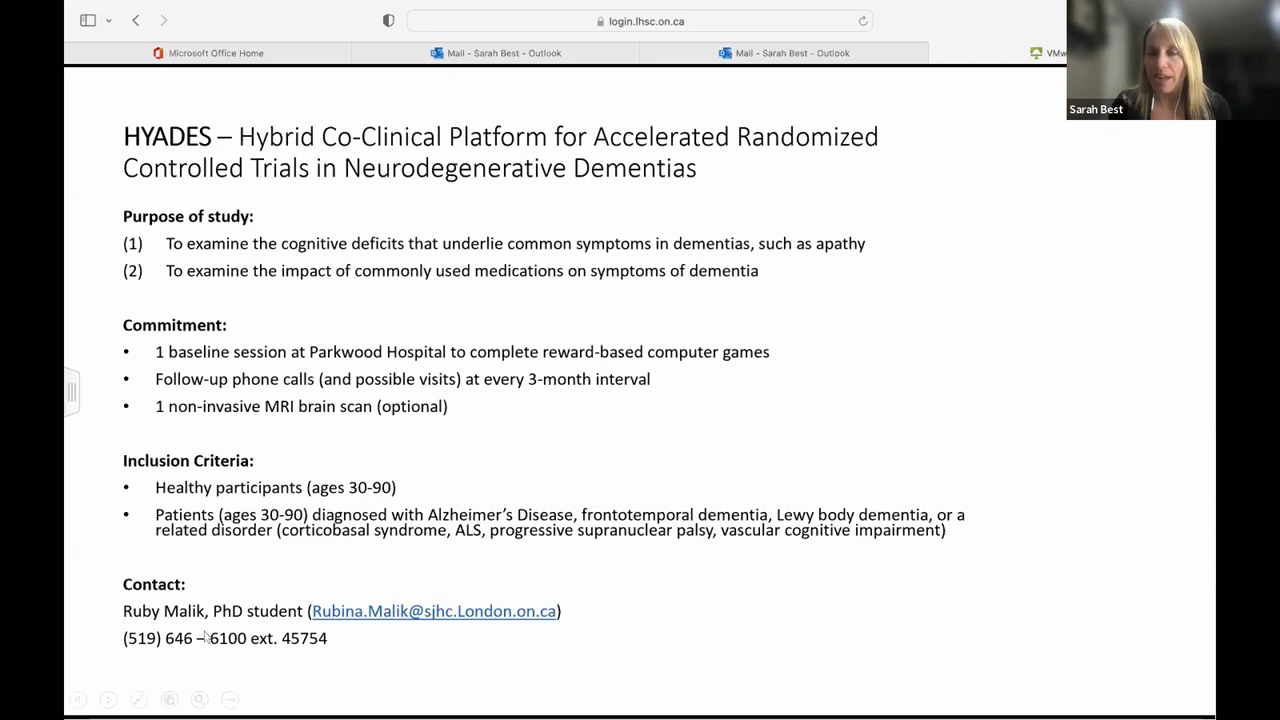 login.lhsc.on.ca
Microsoft Office Home
Mail - Sarah Best - Outlook
Mail - Sarah Best - Outlook
VMw
Sarah Best
HYADES – Hybrid Co-Clinical Platform for Accelerated Randomized
Controlled Trials in Neurodegenerative Dementias
Purpose of study:
(1) To examine the cognitive deficits that underlie common symptoms in dementias, such as apathy
(2) To examine the impact of commonly used medications on symptoms of dementia
Commitment:
• 1 baseline session at Parkwood Hospital to complete reward-based computer games
• Follow-up phone calls (and possible visits) at every 3-month interval
• 1 non-invasive MRI brain scan (optional)
Inclusion Criteria:
• Healthy participants (ages 30-90)
• Patients (ages 30-90) diagnosed with Alzheimer's Disease, frontotemporal dementia, Lewy body dementia, or a
related disorder (corticobasal syndrome, ALS, progressive supranuclear palsy, vascular cognitive impairment)
Contact:
Ruby Malik, PhD student (Rubina.Malik@sjhc.London.on.ca)
(519) 646 – 6100 ext. 45754